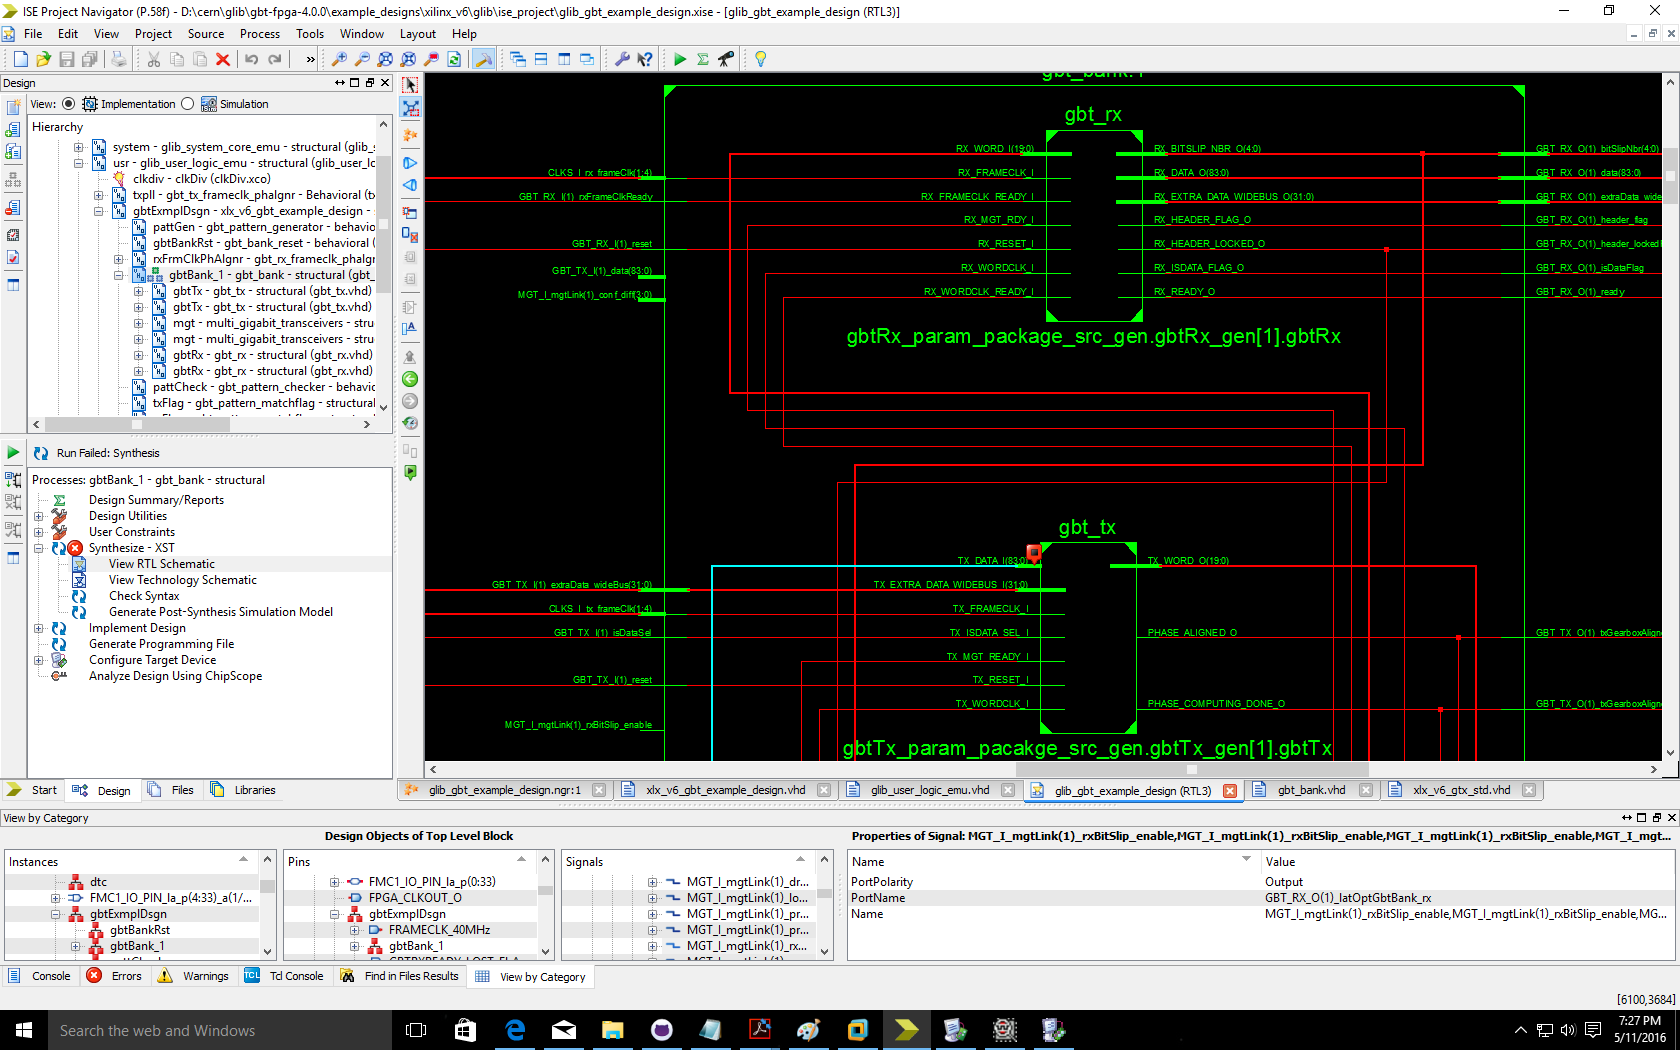 ISE Project Navigator (P.58f) - D:\cern\glib\gbt-fpga-4.0.0\example_designs\xilinx_v6\glib\ise_project\glib_gbt_example_design.xise - [glib_gbt_example_design (RTL3)]
File Edit View Project Source Process Tools Window Layout Help
Design
View: Implementation Simulation
Hierarchy
system - glib_system_core_emu - structural (glib_s
usr - glib_user_logic_emu - structural (glib_user_lc
clkdiv - clkDiv (clkDiv.xco)
txpll - gbt_tx_frameclk_phalgnr - Behavioral (tx
gbtExmplDsgn - xlx_v6_gbt_example_design -
pattGen - gbt_pattern_generator - behavioral
gbtBankRst - gbt_bank_reset - behavioral (
rxFrmClkPhAlgnr - gbt_rx_frameclk_phalgr
gbtBank_1 - gbt_bank - structural (gbt_
gbtTx - gbt_tx - structural (gbt_tx.vhd)
gbtTx - gbt_tx - structural (gbt_tx.vhd)
mgt - multi_gigabit_transceivers - stru
mgt - multi_gigabit_transceivers - stru
gbtRx - gbt_rx - structural (gbt_rx.vhd)
gbtRx - gbt_rx - structural (gbt_rx.vhd)
pattCheck - gbt_pattern_checker - behavic
txFlag - gbt_pattern_matchflag - structural
Run Failed: Synthesis
Processes: gbtBank_1 - gbt_bank - structural
Design Summary/Reports
Design Utilities
User Constraints
Synthesize - XST
View RTL Schematic
View Technology Schematic
Check Syntax
Generate Post-Synthesis Simulation Model
Implement Design
Generate Programming File
Configure Target Device
Analyze Design Using ChipScope
Start Design Files Libraries
gbt_bank:1
gbt_rx
RX_WORD_I(19:0) RX_BITSLIP_NBR_O(4:0) GBT_RX_O(1)_bitSlipNbr(4:0)
CLKS_I_rx_frameClk(1:4) RX_FRAMECLK_I RX_DATA_O(83:0) GBT_RX_O(1)_data(83:0)
GBT_RX_I(1)_rxFrameClkReady RX_FRAMECLK_READY_I RX_EXTRA_DATA_WIDEBUS_O(31:0) GBT_RX_O(1)_extraData_wide
RX_MGT_RDY_I RX_HEADER_FLAG_O GBT_RX_O(1)_header_flag
GBT_RX_I(1)_reset RX_RESET_I RX_HEADER_LOCKED_O GBT_RX_O(1)_header_locked
GBT_TX_I(1)_data(83:0) RX_WORDCLK_I RX_ISDATA_FLAG_O GBT_RX_O(1)_isDataFlag
MGT_I_mgtLink(1)_conf_diff(3:0) RX_WORDCLK_READY_I RX_READY_O GBT_RX_O(1)_ready
gbtRx_param_package_src_gen.gbtRx_gen[1].gbtRx
gbt_tx
TX_DATA_I(83:0) TX_WORD_O(19:0)
GBT_TX_I(1)_extraData_wideBus(31:0) TX_EXTRA_DATA_WIDEBUS_I(31:0)
CLKS_I_tx_frameClk(1:4) TX_FRAMECLK_I
GBT_TX_I(1)_isDataSel TX_ISDATA_SEL_I PHASE_ALIGNED_O GBT_TX_O(1)_txGearboxAlign
TX_MGT_READY_I
GBT_TX_I(1)_reset TX_RESET_I
TX_WORDCLK_I PHASE_COMPUTING_DONE_O GBT_TX_O(1)_txGearboxAlign
MGT_I_mgtLink(1)_rxBitSlip_enable
gbtTx_param_pacakge_src_gen.gbtTx_gen[1].gbtTx
glib_gbt_example_design.ngr:1 xlx_v6_gbt_example_design.vhd glib_user_logic_emu.vhd glib_gbt_example_design (RTL3) gbt_bank.vhd xlx_v6_gtx_std.vhd
View by Category
Design Objects of Top Level Block
Properties of Signal: MGT_I_mgtLink(1)_rxBitSlip_enable,MGT_I_mgtLink(1)_rxBitSlip_enable,MGT_I_mgtLink(1)_rxBitSlip_enable,MGT_I_mgt...
Instances
dtc
FMC1_IO_PIN_la_p(4:33)_a(1/...
gbtExmplDsgn
gbtBankRst
gbtBank_1
Pins
FMC1_IO_PIN_la_p(0:33)
FPGA_CLKOUT_O
gbtExmplDsgn
FRAMECLK_40MHz
gbtBank_1
Signals
MGT_I_mgtLink(1)_dr...
MGT_I_mgtLink(1)_lo...
MGT_I_mgtLink(1)_pr...
MGT_I_mgtLink(1)_pr...
MGT_I_mgtLink(1)_rx...
Name Value
PortPolarity Output
PortName GBT_RX_O(1)_latOptGbtBank_rx
Name MGT_I_mgtLink(1)_rxBitSlip_enable,MGT_I_mgtLink(1)_rxBitSlip_enable,MG...
Console Errors Warnings Tcl Console Find in Files Results View by Category
[6100,3684]
Search the web and Windows
7:27 PM
5/11/2016